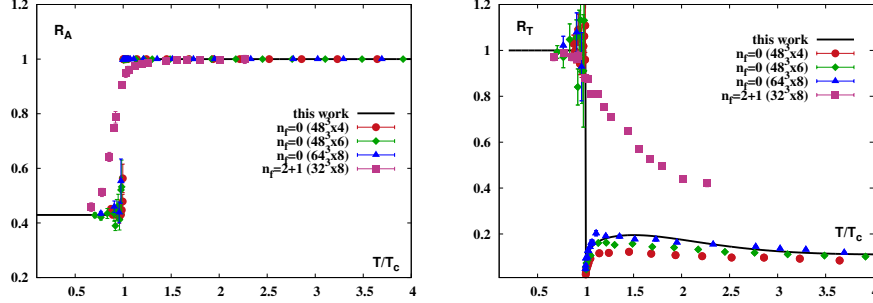 R_A
1.2
1
0.8
0.6
0.4
0.2
0.5
1
1.5
2
2.5
3
3.5
4
T/T_c
this work
n_f=0 (48^3x4)
n_f=0 (48^3x6)
n_f=0 (64^3x8)
n_f=2+1 (32^3x8)
R_T
1.2
1
0.8
0.6
0.4
0.2
0.5
1
1.5
2
2.5
3
3.5
4
T/T_c
this work
n_f=0 (48^3x4)
n_f=0 (48^3x6)
n_f=0 (64^3x8)
n_f=2+1 (32^3x8)